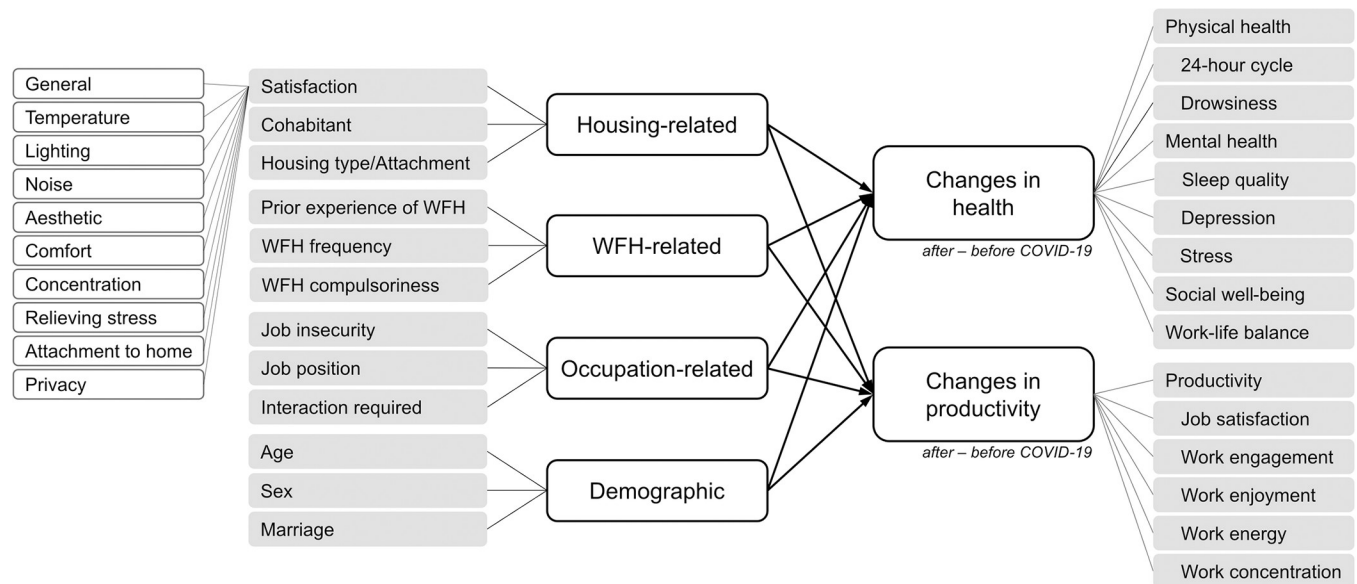 General
Temperature
Lighting
Noise
Aesthetic
Comfort
Concentration
Relieving stress
Attachment to home
Privacy
Satisfaction
Cohabitant
Housing type/Attachment
Prior experience of WFH
WFH frequency
WFH compulsoriness
Job insecurity
Job position
Interaction required
Age
Sex
Marriage
Housing-related
WFH-related
Occupation-related
Demographic
Changes in
health
after – before COVID-19
Changes in
productivity
after – before COVID-19
Physical health
24-hour cycle
Drowsiness
Mental health
Sleep quality
Depression
Stress
Social well-being
Work-life balance
Productivity
Job satisfaction
Work engagement
Work enjoyment
Work energy
Work concentration